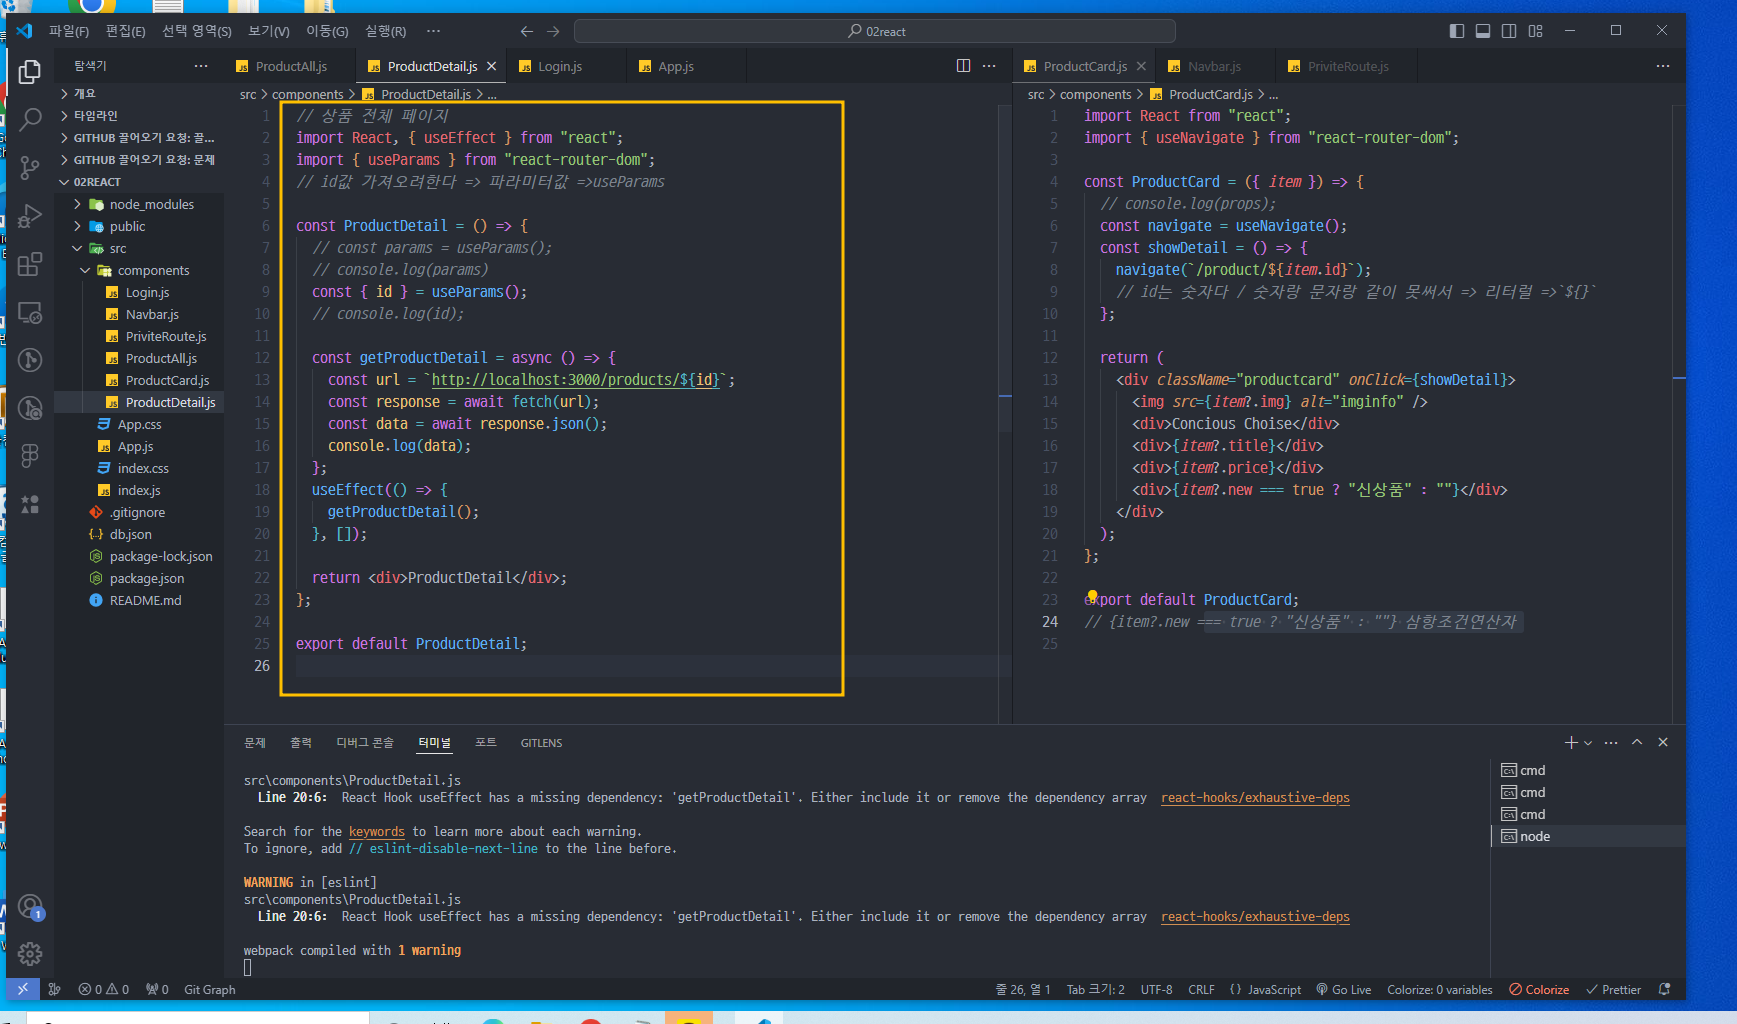 파일(F) 편집(E) 선택 영역(S) 보기(V) 이동(G) 실행(R) ···
02react
탐색기
개요
타임라인
GITHUB 끌어오기 요청: 끌...
GITHUB 끌어오기 요청: 문제
02REACT
node_modules
public
src
components
Login.js
Navbar.js
PriviteRoute.js
ProductAll.js
ProductCard.js
ProductDetail.js
App.css
App.js
index.css
index.js
.gitignore
db.json
package-lock.json
package.json
README.md
ProductAll.js ProductDetail.js Login.js App.js
src > components > ProductDetail.js > ...
1 // 상품 전체 페이지
2 import React, { useEffect } from "react";
3 import { useParams } from "react-router-dom";
4 // id값 가져오려한다 => 파라미터값 =>useParams
5
6 const ProductDetail = () => {
7 // const params = useParams();
8 // console.log(params)
9 const { id } = useParams();
10 // console.log(id);
11
12 const getProductDetail = async () => {
13 const url = `http://localhost:3000/products/${id}`;
14 const response = await fetch(url);
15 const data = await response.json();
16 console.log(data);
17 };
18 useEffect(() => {
19 getProductDetail();
20 }, []);
21
22 return <div>ProductDetail</div>;
23 };
24
25 export default ProductDetail;
26
ProductCard.js Navbar.js PriviteRoute.js
src > components > ProductCard.js > ...
1 import React from "react";
2 import { useNavigate } from "react-router-dom";
3
4 const ProductCard = ({ item }) => {
5 // console.log(props);
6 const navigate = useNavigate();
7 const showDetail = () => {
8 navigate(`/product/${item.id}`);
9 // id는 숫자다 / 숫자랑 문자랑 같이 못써서 => 리터럴 =>`${}`
10 };
11
12 return (
13 <div className="productcard" onClick={showDetail}>
14 <img src={item?.img} alt="imginfo" />
15 <div>Concious Choise</div>
16 <div>{item?.title}</div>
17 <div>{item?.price}</div>
18 <div>{item?.new === true ? "신상품" : ""}</div>
19 </div>
20 );
21 };
22
23 export default ProductCard;
24 // {item?.new === true ? "신상품" : ""} 삼항조건연산자
25
문제 출력 디버그 콘솔 터미널 포트 GITLENS
src\components\ProductDetail.js
Line 20:6: React Hook useEffect has a missing dependency: 'getProductDetail'. Either include it or remove the dependency array react-hooks/exhaustive-deps
Search for the keywords to learn more about each warning.
To ignore, add // eslint-disable-next-line to the line before.
WARNING in [eslint]
src\components\ProductDetail.js
Line 20:6: React Hook useEffect has a missing dependency: 'getProductDetail'. Either include it or remove the dependency array react-hooks/exhaustive-deps
webpack compiled with 1 warning
cmd
cmd
cmd
node
1
0 0 0 Git Graph 줄 26, 열 1 Tab 크기: 2 UTF-8 CRLF {} JavaScript Go Live Colorize: 0 variables Colorize Prettier